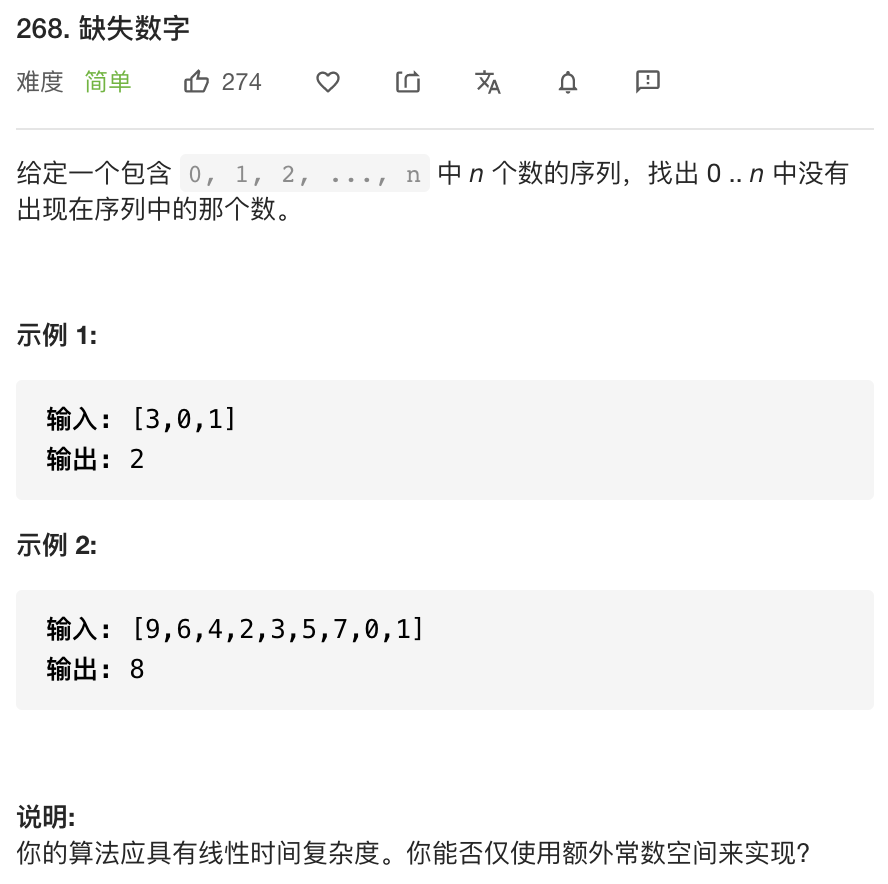 268. 缺失数字
难度 简单 274
给定一个包含 0, 1, 2, ..., n 中 n 个数的序列，找出 0 .. n 中没有
出现在序列中的那个数。
示例 1:
输入: [3,0,1]
输出: 2
示例 2:
输入: [9,6,4,2,3,5,7,0,1]
输出: 8
说明:
你的算法应具有线性时间复杂度。你能否仅使用额外常数空间来实现?